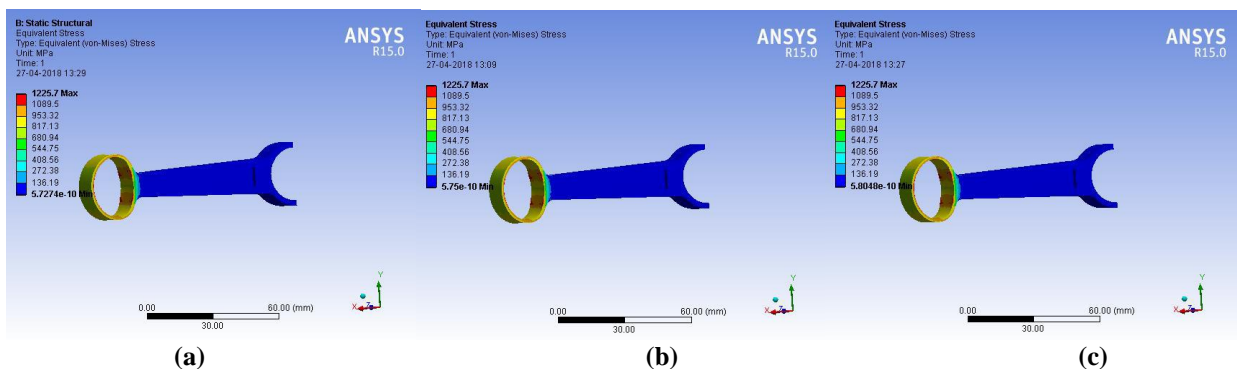 B: Static Structural
Equivalent Stress
Type: Equivalent (von-Mises) Stress
Unit: MPa
Time: 1
27-04-2018 13:29
ANSYS
R15.0
1225.7 Max
1089.5
953.32
817.13
680.94
544.75
408.56
272.38
136.19
5.7274e-10 Min
0.00
60.00 (mm)
30.00
Y
X
Z
(a)
Equivalent Stress
Type: Equivalent (von-Mises) Stress
Unit: MPa
Time: 1
27-04-2018 13:09
ANSYS
R15.0
1225.7 Max
1089.5
953.32
817.13
680.94
544.75
408.56
272.38
136.19
5.75e-10 Min
0.00
60.00 (mm)
30.00
Y
X
Z
(b)
Equivalent Stress
Type: Equivalent (von-Mises) Stress
Unit: MPa
Time: 1
27-04-2018 13:27
ANSYS
R15.0
1225.7 Max
1089.5
953.32
817.13
680.94
544.75
408.56
272.38
136.19
5.8048e-10 Min
0.00
60.00 (mm)
30.00
Y
X
Z
(c)